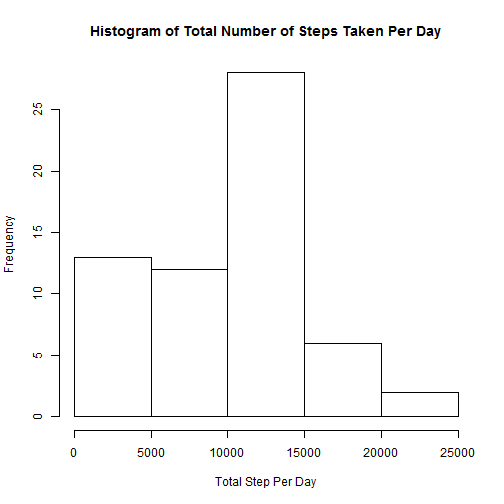 Histogram of Total Number of Steps Taken Per Day
Frequency
25
20
15
10
5
0
0 5000 10000 15000 20000 25000
Total Step Per Day